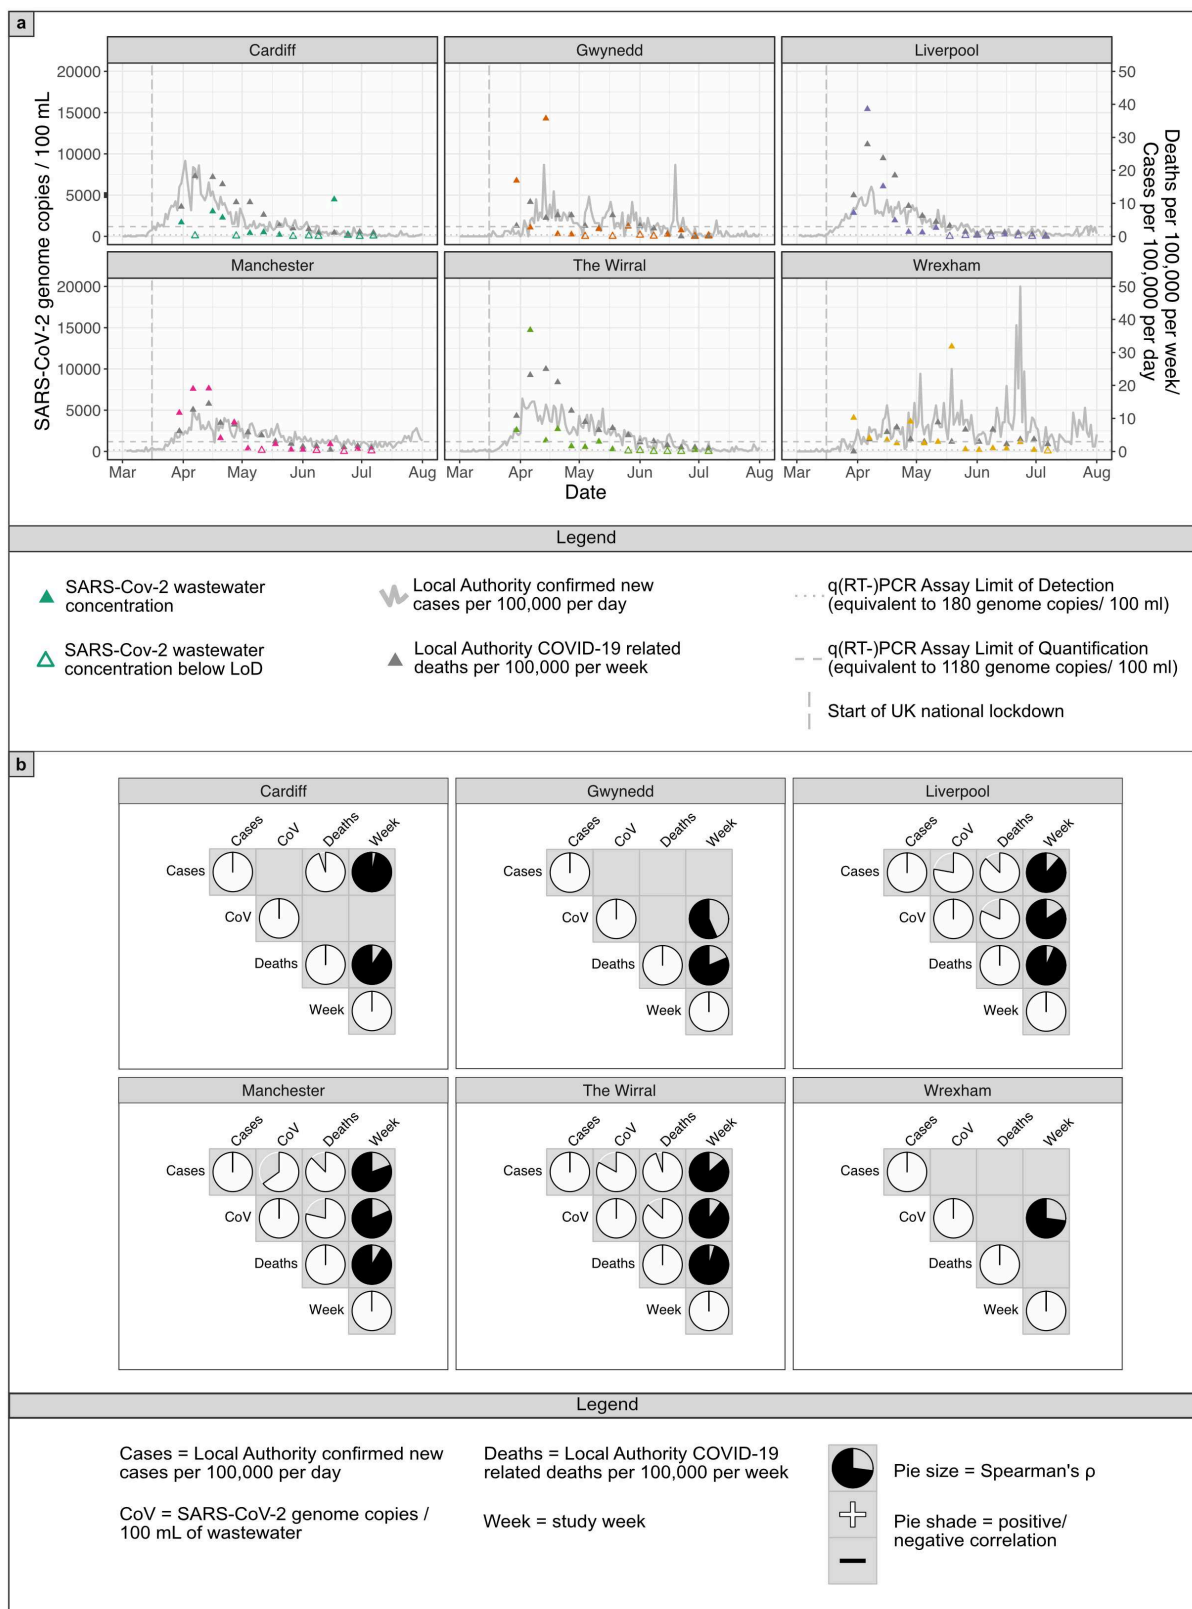 a
Cardiff
Gwynedd
Liverpool
20000
15000
10000
5000
0
50
40
30
20
10
0
Manchester
The Wirral
Wrexham
20000
15000
10000
5000
0
50
40
30
20
10
0
SARS-CoV-2 genome copies / 100 mL
Deaths per 100,000 per week/
Cases per 100,000 per day
Mar Apr May Jun Jul Aug
Mar Apr May Jun Jul Aug
Mar Apr May Jun Jul Aug
Date
Legend
SARS-Cov-2 wastewater
concentration
Local Authority confirmed new
cases per 100,000 per day
q(RT-)PCR Assay Limit of Detection
(equivalent to 180 genome copies/ 100 ml)
SARS-Cov-2 wastewater
concentration below LoD
Local Authority COVID-19 related
deaths per 100,000 per week
q(RT-)PCR Assay Limit of Quantification
(equivalent to 1180 genome copies/ 100 ml)
Start of UK national lockdown
b
Cardiff
Cases CoV Deaths Week
Cases
CoV
Deaths
Week
Gwynedd
Cases CoV Deaths Week
Cases
CoV
Deaths
Week
Liverpool
Cases CoV Deaths Week
Cases
CoV
Deaths
Week
Manchester
Cases CoV Deaths Week
Cases
CoV
Deaths
Week
The Wirral
Cases CoV Deaths Week
Cases
CoV
Deaths
Week
Wrexham
Cases CoV Deaths Week
Cases
CoV
Deaths
Week
Legend
Cases = Local Authority confirmed new
cases per 100,000 per day
CoV = SARS-CoV-2 genome copies /
100 mL of wastewater
Deaths = Local Authority COVID-19
related deaths per 100,000 per week
Week = study week
Pie size = Spearman's ρ
Pie shade = positive/
negative correlation